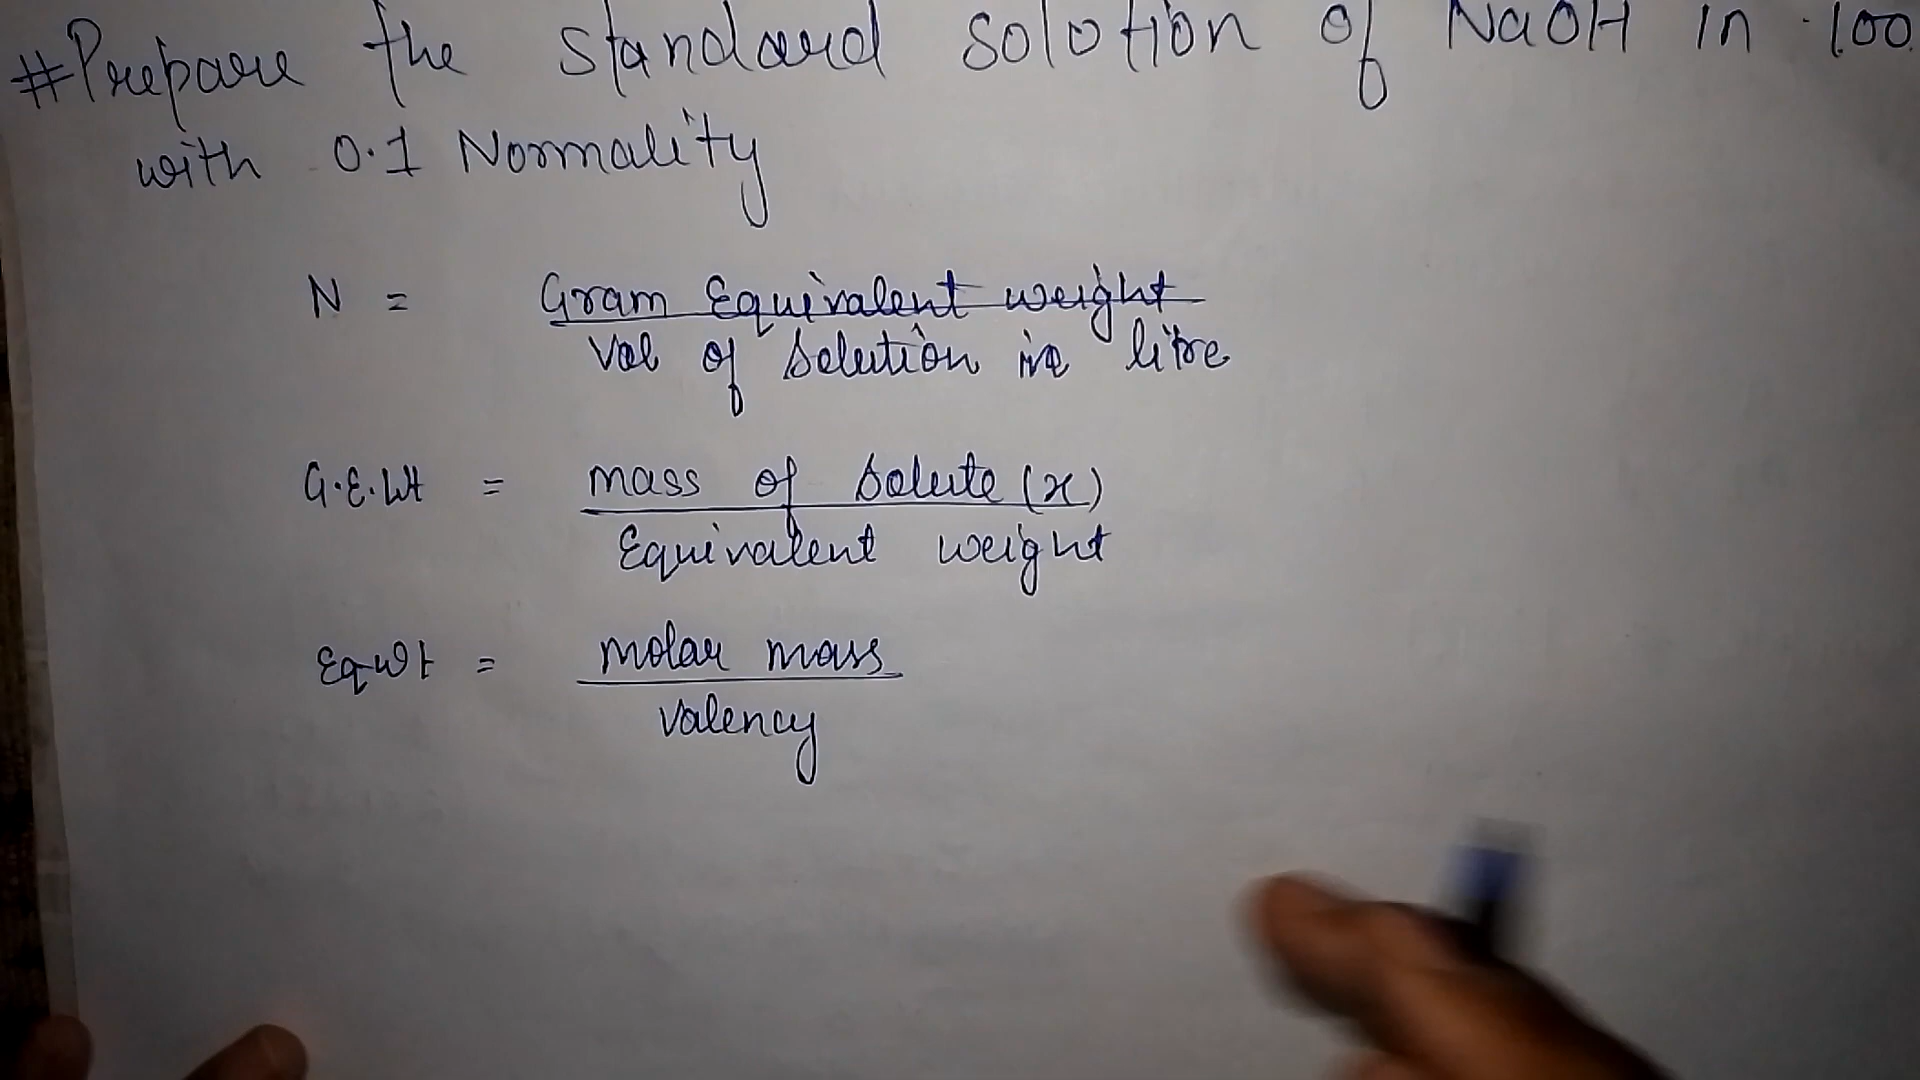 #Prepare the standard solution of NaOH in 100
with 0.1 Normality
N = Gram Equivalent weight
Vol of solution in litre
G.E.Wt = mass of solute (x)
Equivalent weight
Eq wt = molar mass
valency